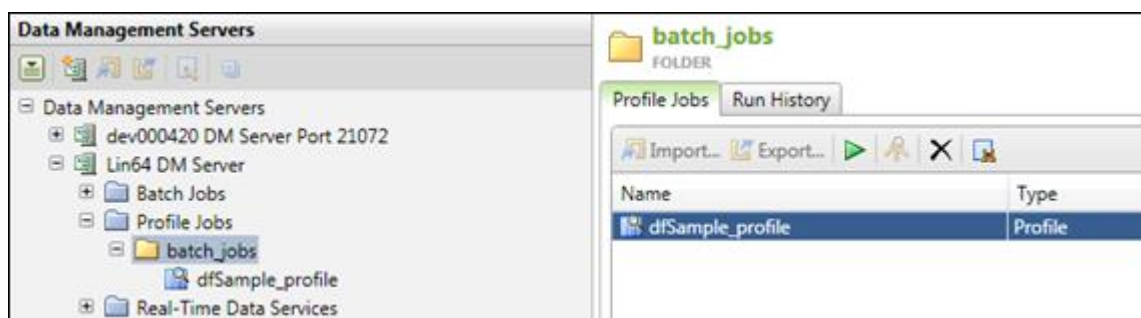 Data Management Servers
Data Management Servers
dev000420 DM Server Port 21072
Lin64 DM Server
Batch Jobs
Profile Jobs
batch_jobs
dfSample_profile
Real-Time Data Services
batch_jobs
FOLDER
Profile Jobs Run History
Import... Export...
Name Type
dfSample_profile Profile